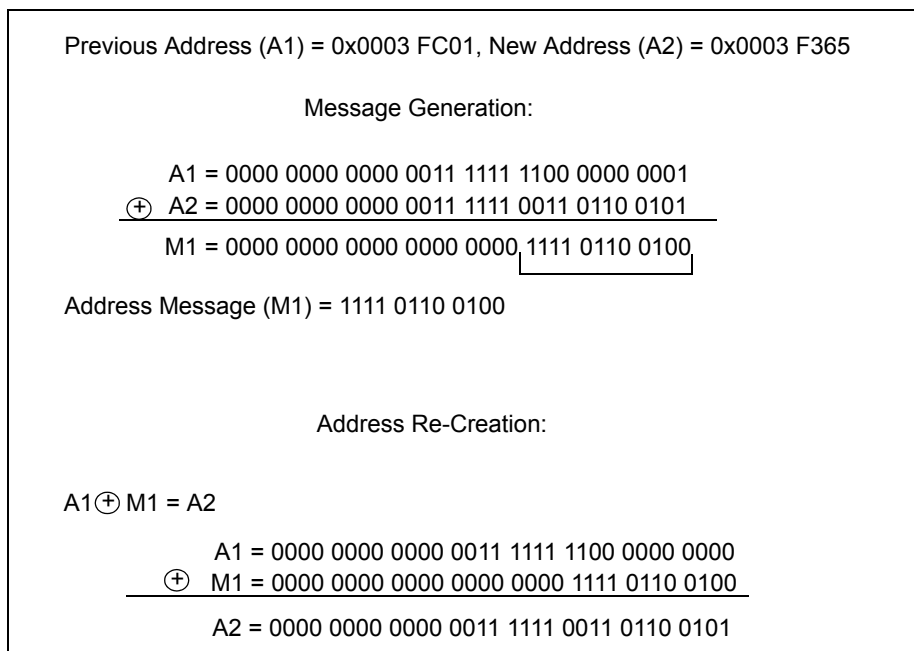 Previous Address (A1) = 0x0003 FC01, New Address (A2) = 0x0003 F365
Message Generation:
A1 = 0000 0000 0000 0011 1111 1100 0000 0001
⊕ A2 = 0000 0000 0000 0011 1111 0011 0110 0101
M1 = 0000 0000 0000 0000 0000 1111 0110 0100
Address Message (M1) = 1111 0110 0100
Address Re-Creation:
A1 ⊕ M1 = A2
A1 = 0000 0000 0000 0011 1111 1100 0000 0000
⊕ M1 = 0000 0000 0000 0000 0000 1111 0110 0100
A2 = 0000 0000 0000 0011 1111 0011 0110 0101